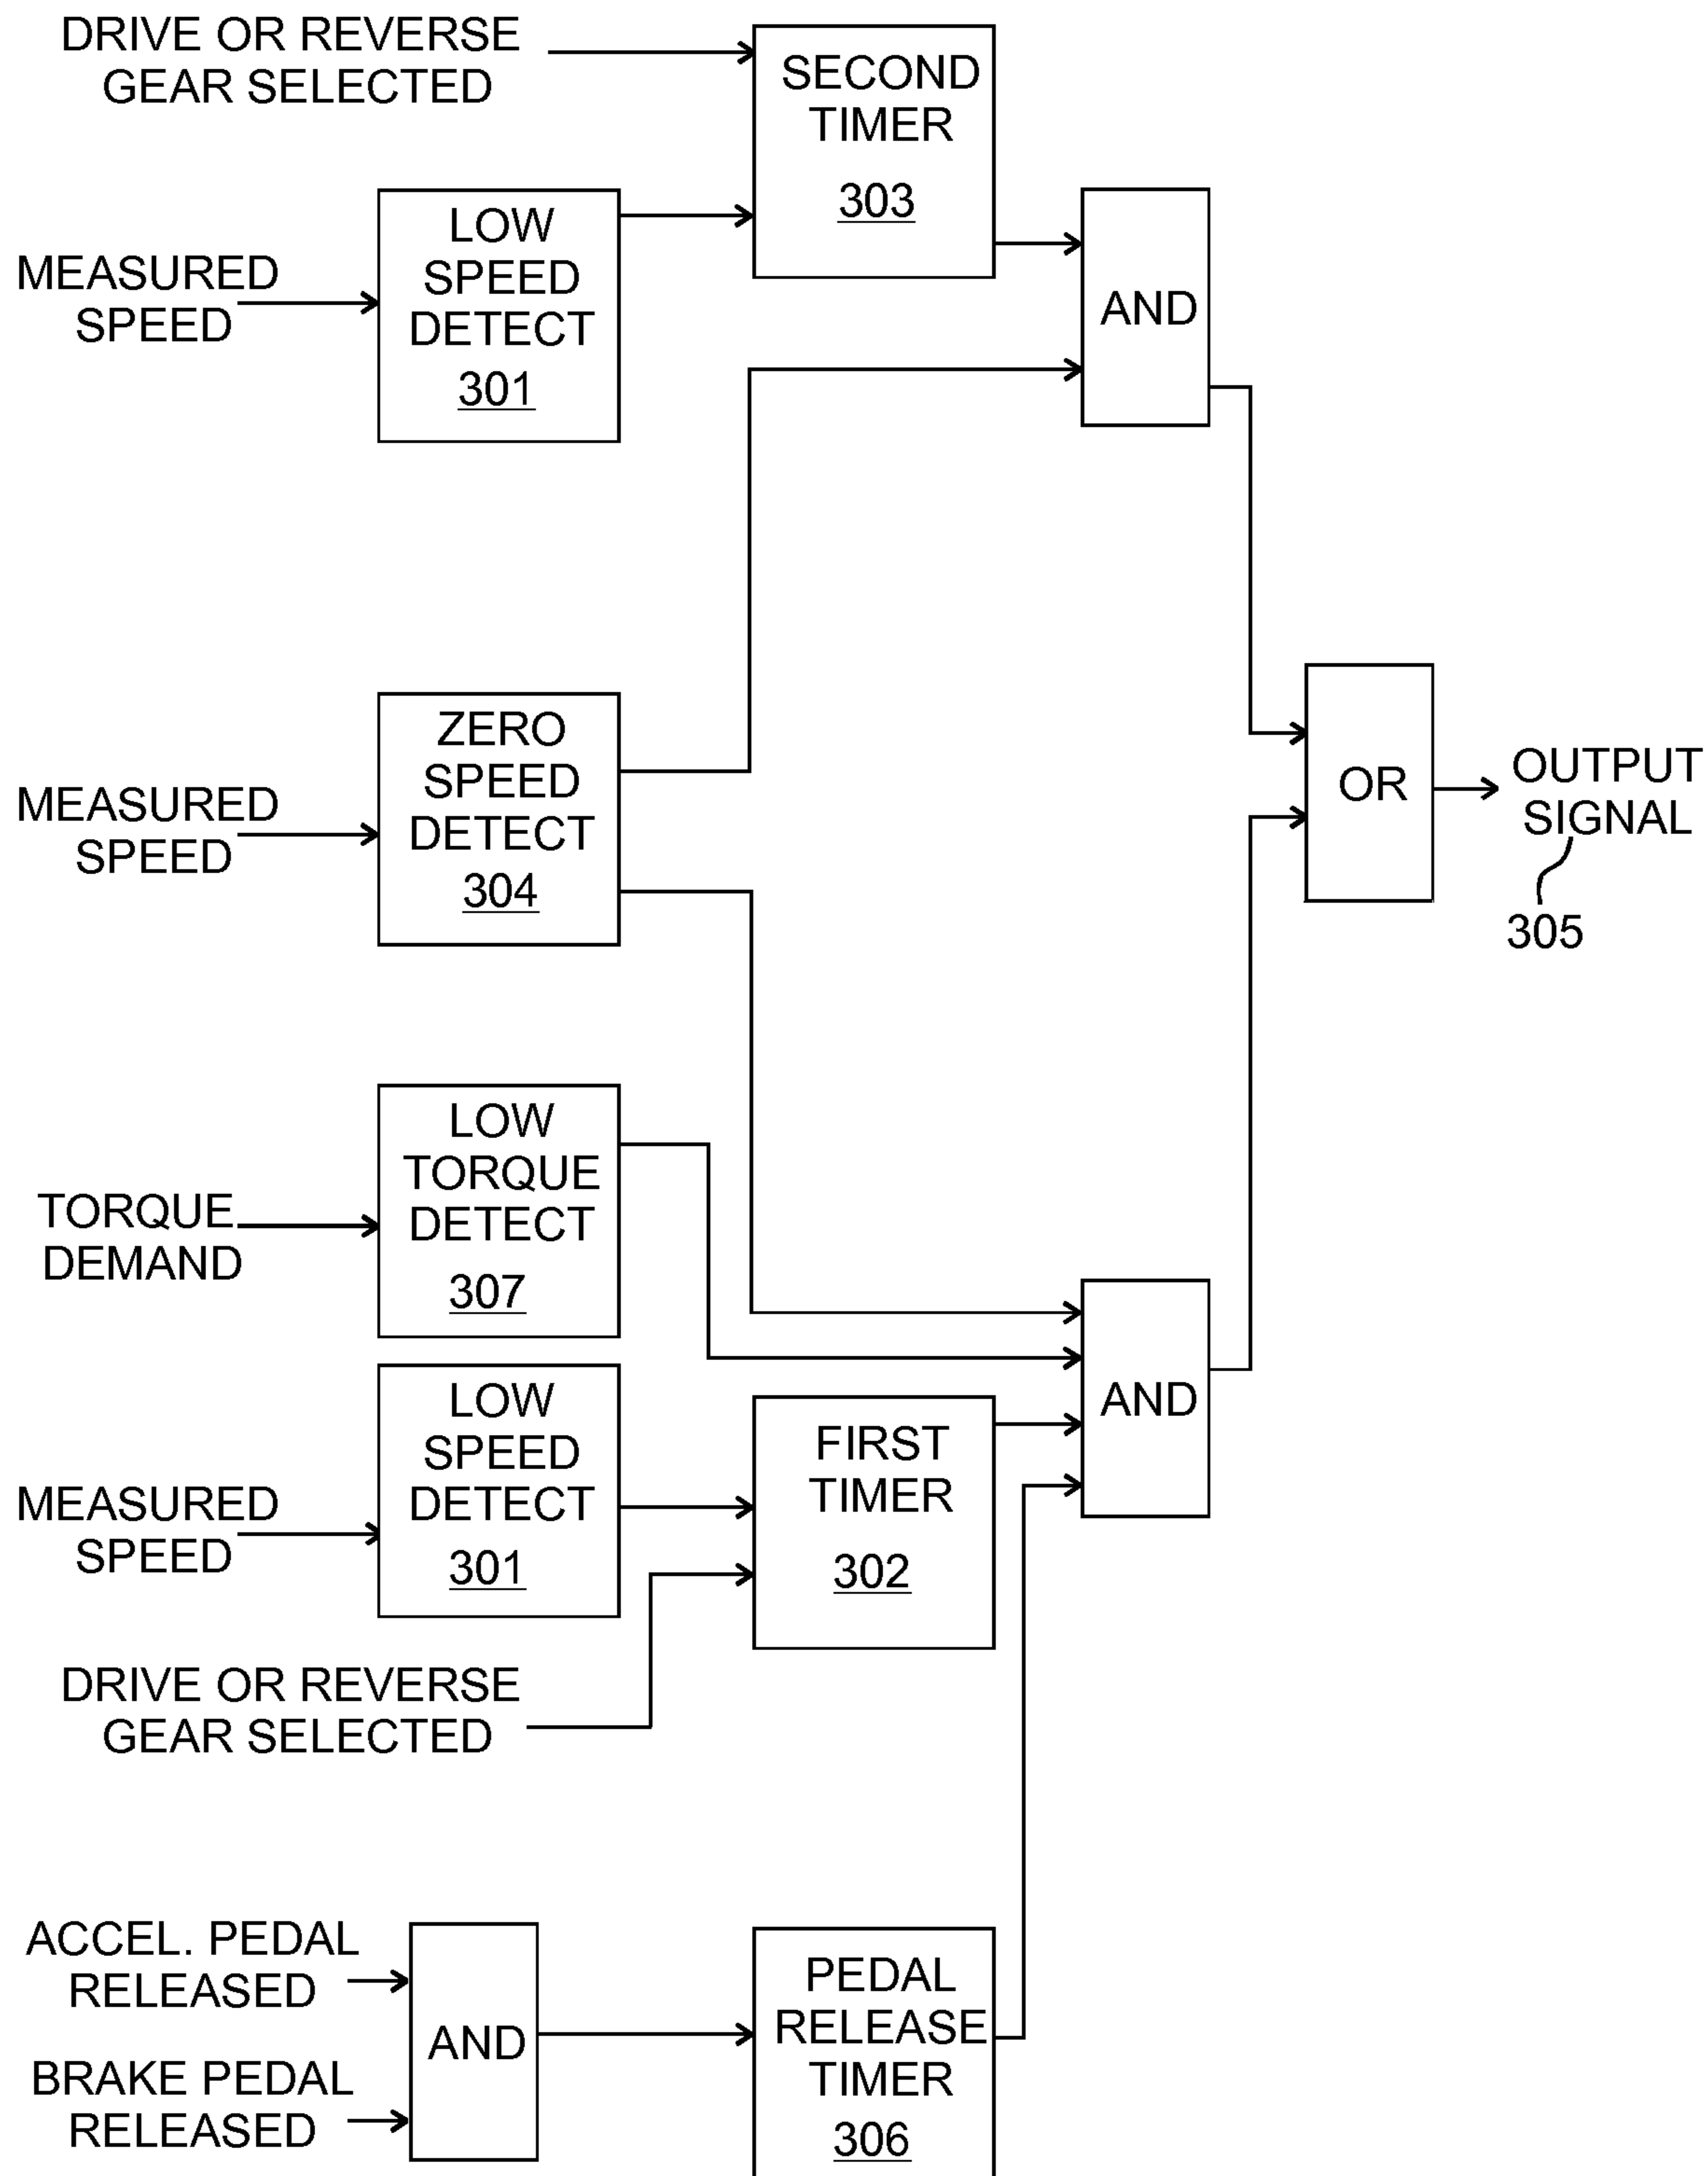 DRIVE OR REVERSE
GEAR SELECTED
SECOND
TIMER
303
MEASURED
SPEED
LOW
SPEED
DETECT
301
AND
MEASURED
SPEED
ZERO
SPEED
DETECT
304
OR
OUTPUT
SIGNAL
305
TORQUE
DEMAND
LOW
TORQUE
DETECT
307
AND
MEASURED
SPEED
LOW
SPEED
DETECT
301
FIRST
TIMER
302
DRIVE OR REVERSE
GEAR SELECTED
ACCEL. PEDAL
RELEASED
BRAKE PEDAL
RELEASED
AND
PEDAL
RELEASE
TIMER
306